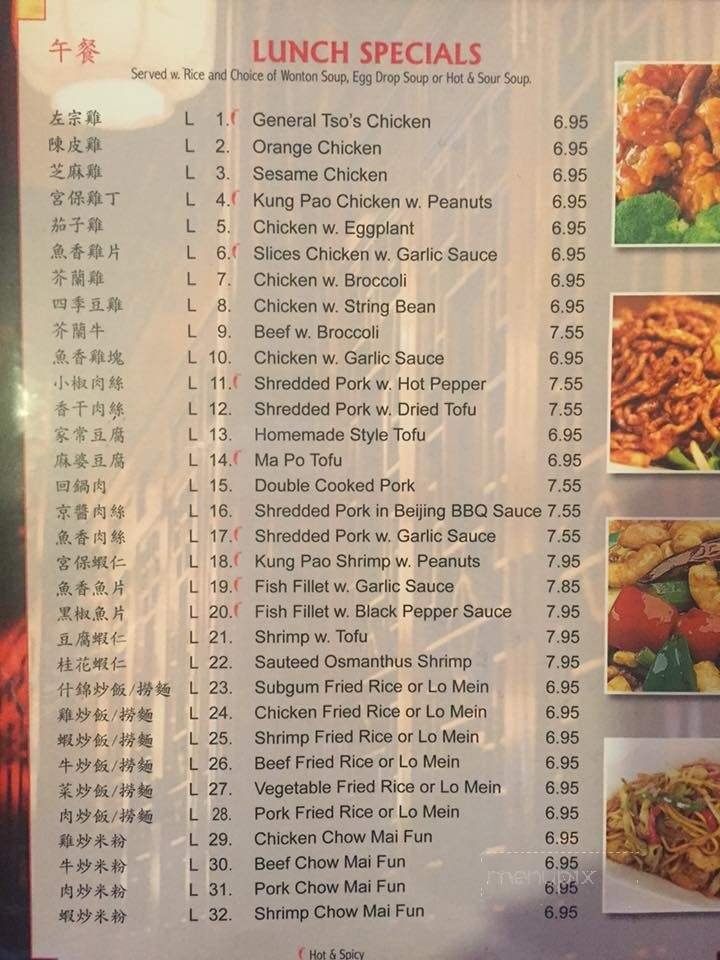 午餐 LUNCH SPECIALS
Served w. Rice and Choice of Wonton Soup, Egg Drop Soup or Hot & Sour Soup.
左宗雞 L 1. General Tso's Chicken 6.95
陳皮雞 L 2. Orange Chicken 6.95
芝麻雞 L 3. Sesame Chicken 6.95
宮保雞丁 L 4. Kung Pao Chicken w. Peanuts 6.95
茄子雞 L 5. Chicken w. Eggplant 6.95
魚香雞片 L 6. Slices Chicken w. Garlic Sauce 6.95
芥蘭雞 L 7. Chicken w. Broccoli 6.95
四季豆雞 L 8. Chicken w. String Bean 6.95
芥蘭牛 L 9. Beef w. Broccoli 7.55
魚香雞塊 L 10. Chicken w. Garlic Sauce 6.95
小椒肉絲 L 11. Shredded Pork w. Hot Pepper 7.55
香干肉絲 L 12. Shredded Pork w. Dried Tofu 7.55
家常豆腐 L 13. Homemade Style Tofu 6.95
麻婆豆腐 L 14. Ma Po Tofu 6.95
回鍋肉 L 15. Double Cooked Pork 7.55
京醬肉絲 L 16. Shredded Pork in Beijing BBQ Sauce 7.55
魚香肉絲 L 17. Shredded Pork w. Garlic Sauce 7.55
宮保蝦仁 L 18. Kung Pao Shrimp w. Peanuts 7.95
魚香魚片 L 19. Fish Fillet w. Garlic Sauce 7.85
黑椒魚片 L 20. Fish Fillet w. Black Pepper Sauce 7.95
豆腐蝦仁 L 21. Shrimp w. Tofu 7.95
桂花蝦仁 L 22. Sauteed Osmanthus Shrimp 7.95
什錦炒飯/撈麵 L 23. Subgum Fried Rice or Lo Mein 6.95
雞炒飯/撈麵 L 24. Chicken Fried Rice or Lo Mein 6.95
蝦炒飯/撈麵 L 25. Shrimp Fried Rice or Lo Mein 6.95
牛炒飯/撈麵 L 26. Beef Fried Rice or Lo Mein 6.95
菜炒飯/撈麵 L 27. Vegetable Fried Rice or Lo Mein 6.95
肉炒飯/撈麵 L 28. Pork Fried Rice or Lo Mein 6.95
雞炒米粉 L 29. Chicken Chow Mai Fun 6.95
牛炒米粉 L 30. Beef Chow Mai Fun 6.95
肉炒米粉 L 31. Pork Chow Mai Fun 6.95
蝦炒米粉 L 32. Shrimp Chow Mai Fun 6.95
menupix
Hot & Spicy